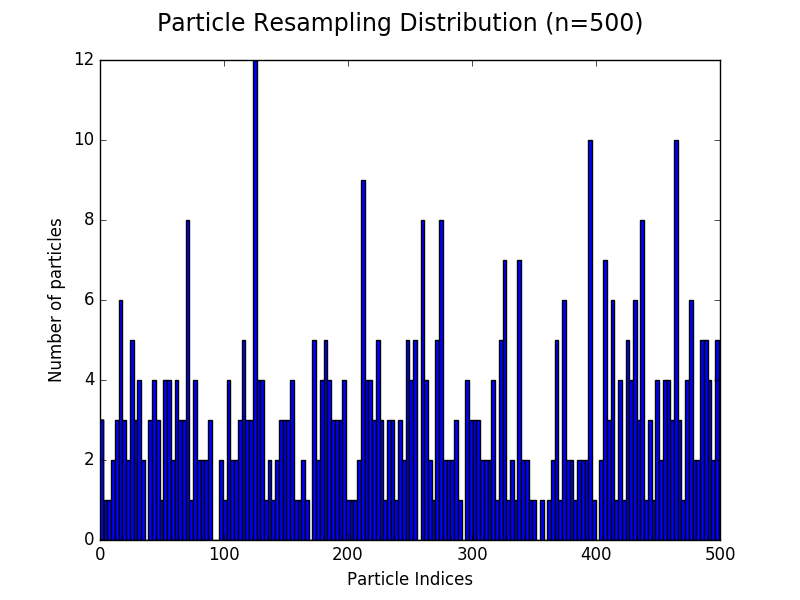 Particle Resampling Distribution (n=500)
12
10
8
6
4
2
0
Number of particles
0 100 200 300 400 500
Particle Indices